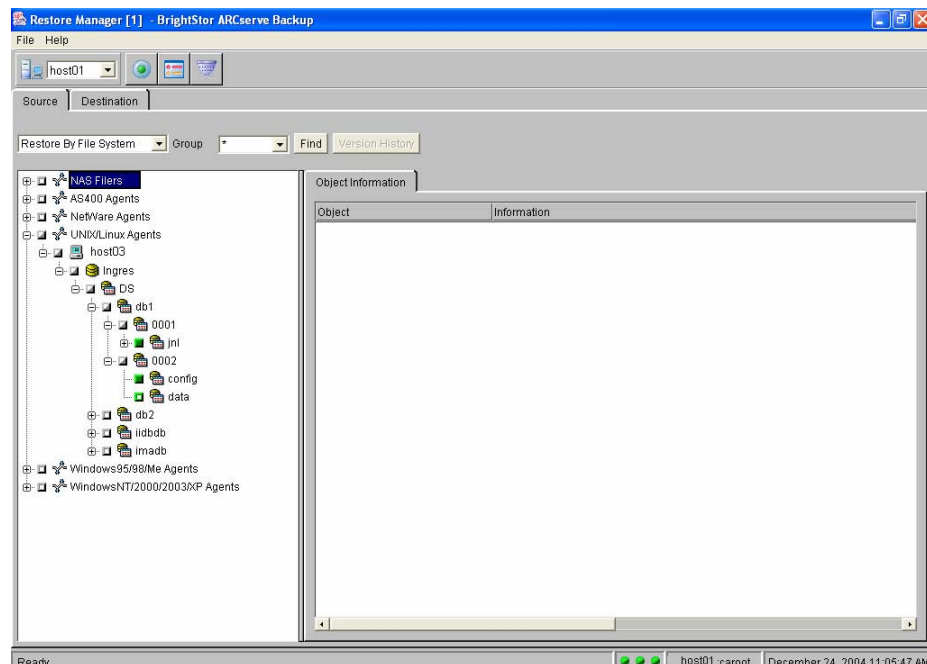 Restore Manager [1] - BrightStor ARCserve Backup
File Help
host01
Source Destination
Restore By File System Group * Find Version History
NAS Filers
AS400 Agents
NetWare Agents
UNIX/Linux Agents
host03
Ingres
DS
db1
0001
jnl
0002
config
data
db2
iidbdb
imadb
Windows95/98/Me Agents
WindowsNT/2000/2003/XP Agents
Object Information
Object Information
Ready host01 :caroot December 24, 2004 11:05:47 AM